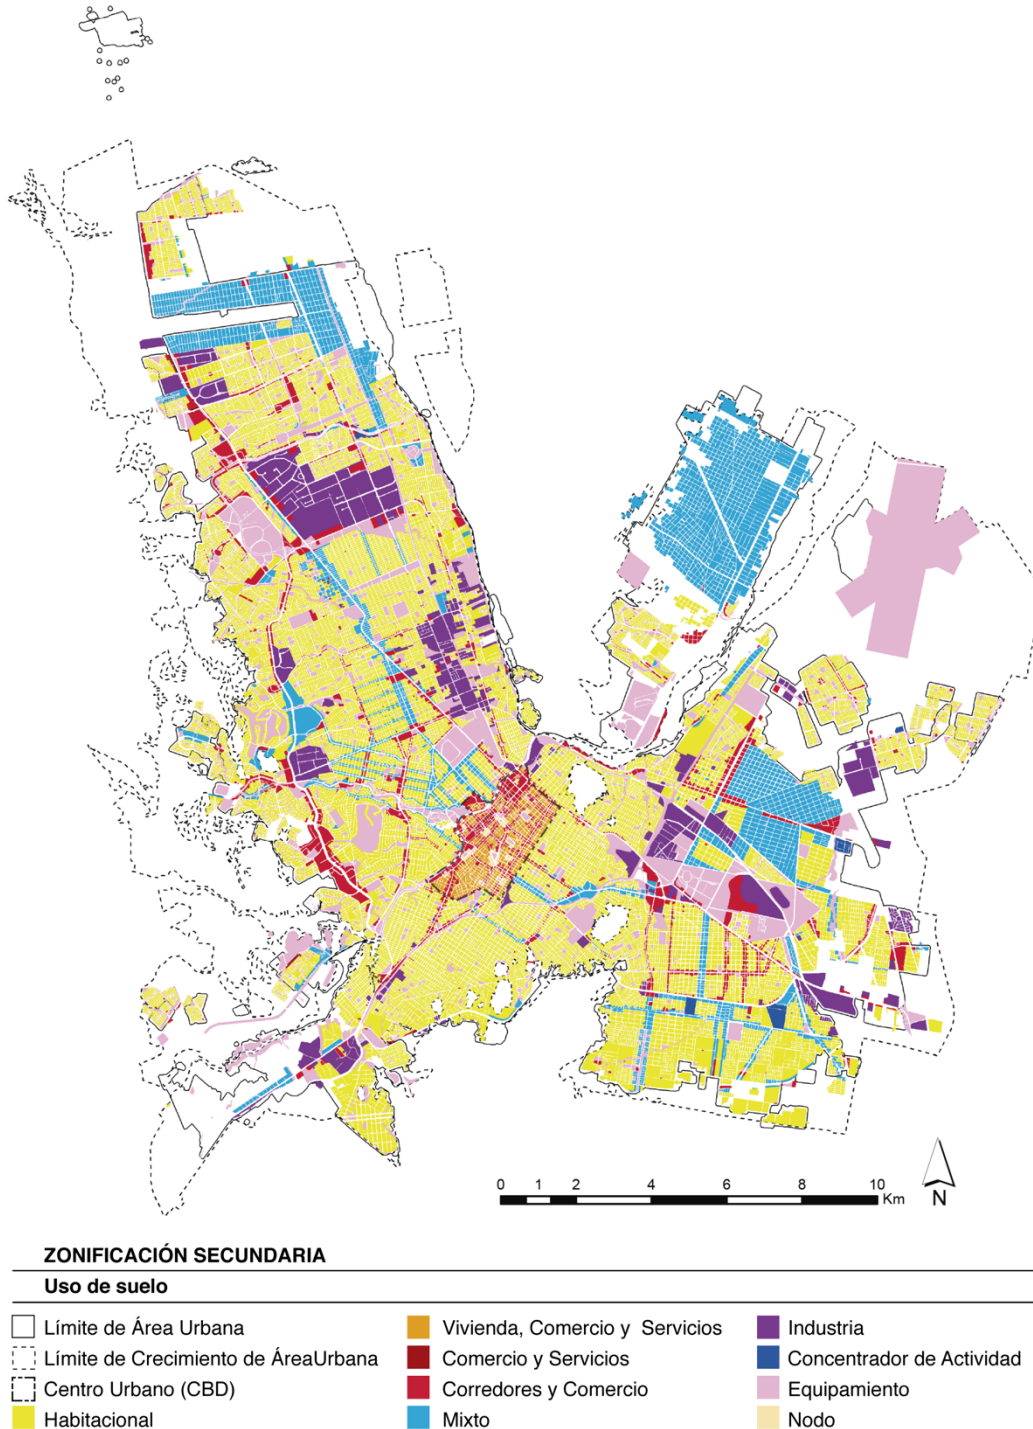 0 1 2 4 6 8 10
Km
N
ZONIFICACIÓN SECUNDARIA
Uso de suelo
Límite de Área Urbana
Límite de Crecimiento de ÁreaUrbana
Centro Urbano (CBD)
Habitacional
Vivienda, Comercio y Servicios
Comercio y Servicios
Corredores y Comercio
Mixto
Industria
Concentrador de Actividad
Equipamiento
Nodo